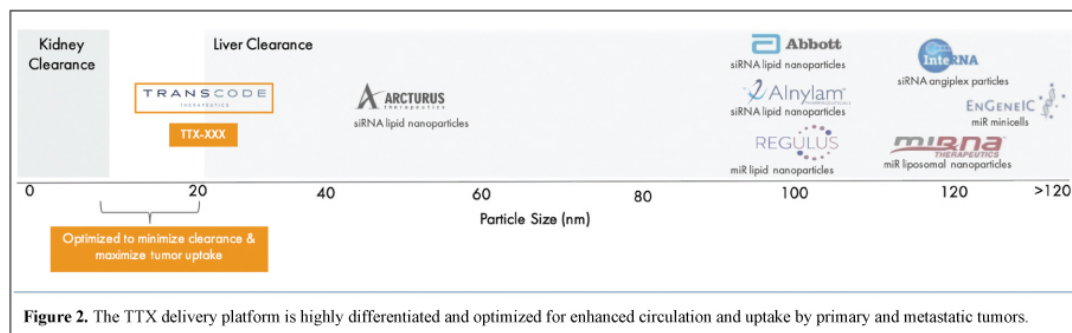 Kidney
Clearance
Liver Clearance
TRANSCODE
THERAPEUTICS
TTX-XXX
ARCTURUS
therapeutics
siRNA lipid nanoparticles
Abbott
siRNA lipid nanoparticles
Alnylam
PHARMACEUTICALS
siRNA lipid nanoparticles
REGULUS
miR lipid nanoparticles
InteRNA
siRNA angiplex particles
ENGENEIC
miR minicells
miRna
THERAPEUTICS
miR liposomal nanoparticles
0 20 40 60 80 100 120 >120
Particle Size (nm)
Optimized to minimize clearance &
maximize tumor uptake
Figure 2. The TTX delivery platform is highly differentiated and optimized for enhanced circulation and uptake by primary and metastatic tumors.